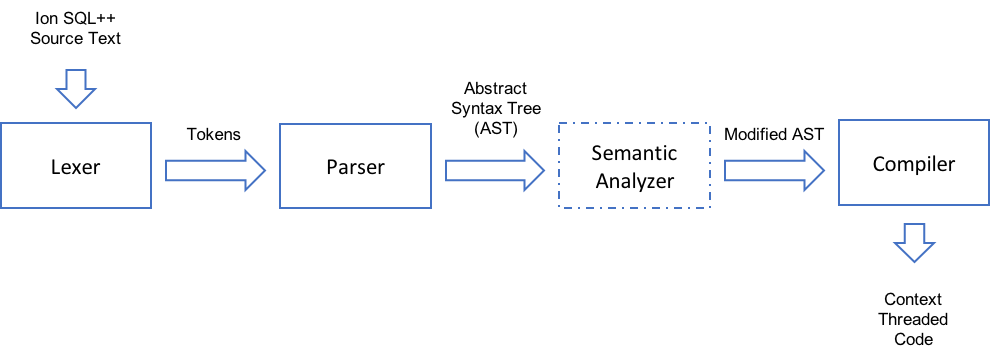 Ion SQL++
Source Text
Lexer
Tokens
Parser
Abstract
Syntax Tree
(AST)
Semantic
Analyzer
Modified AST
Compiler
Context
Threaded
Code